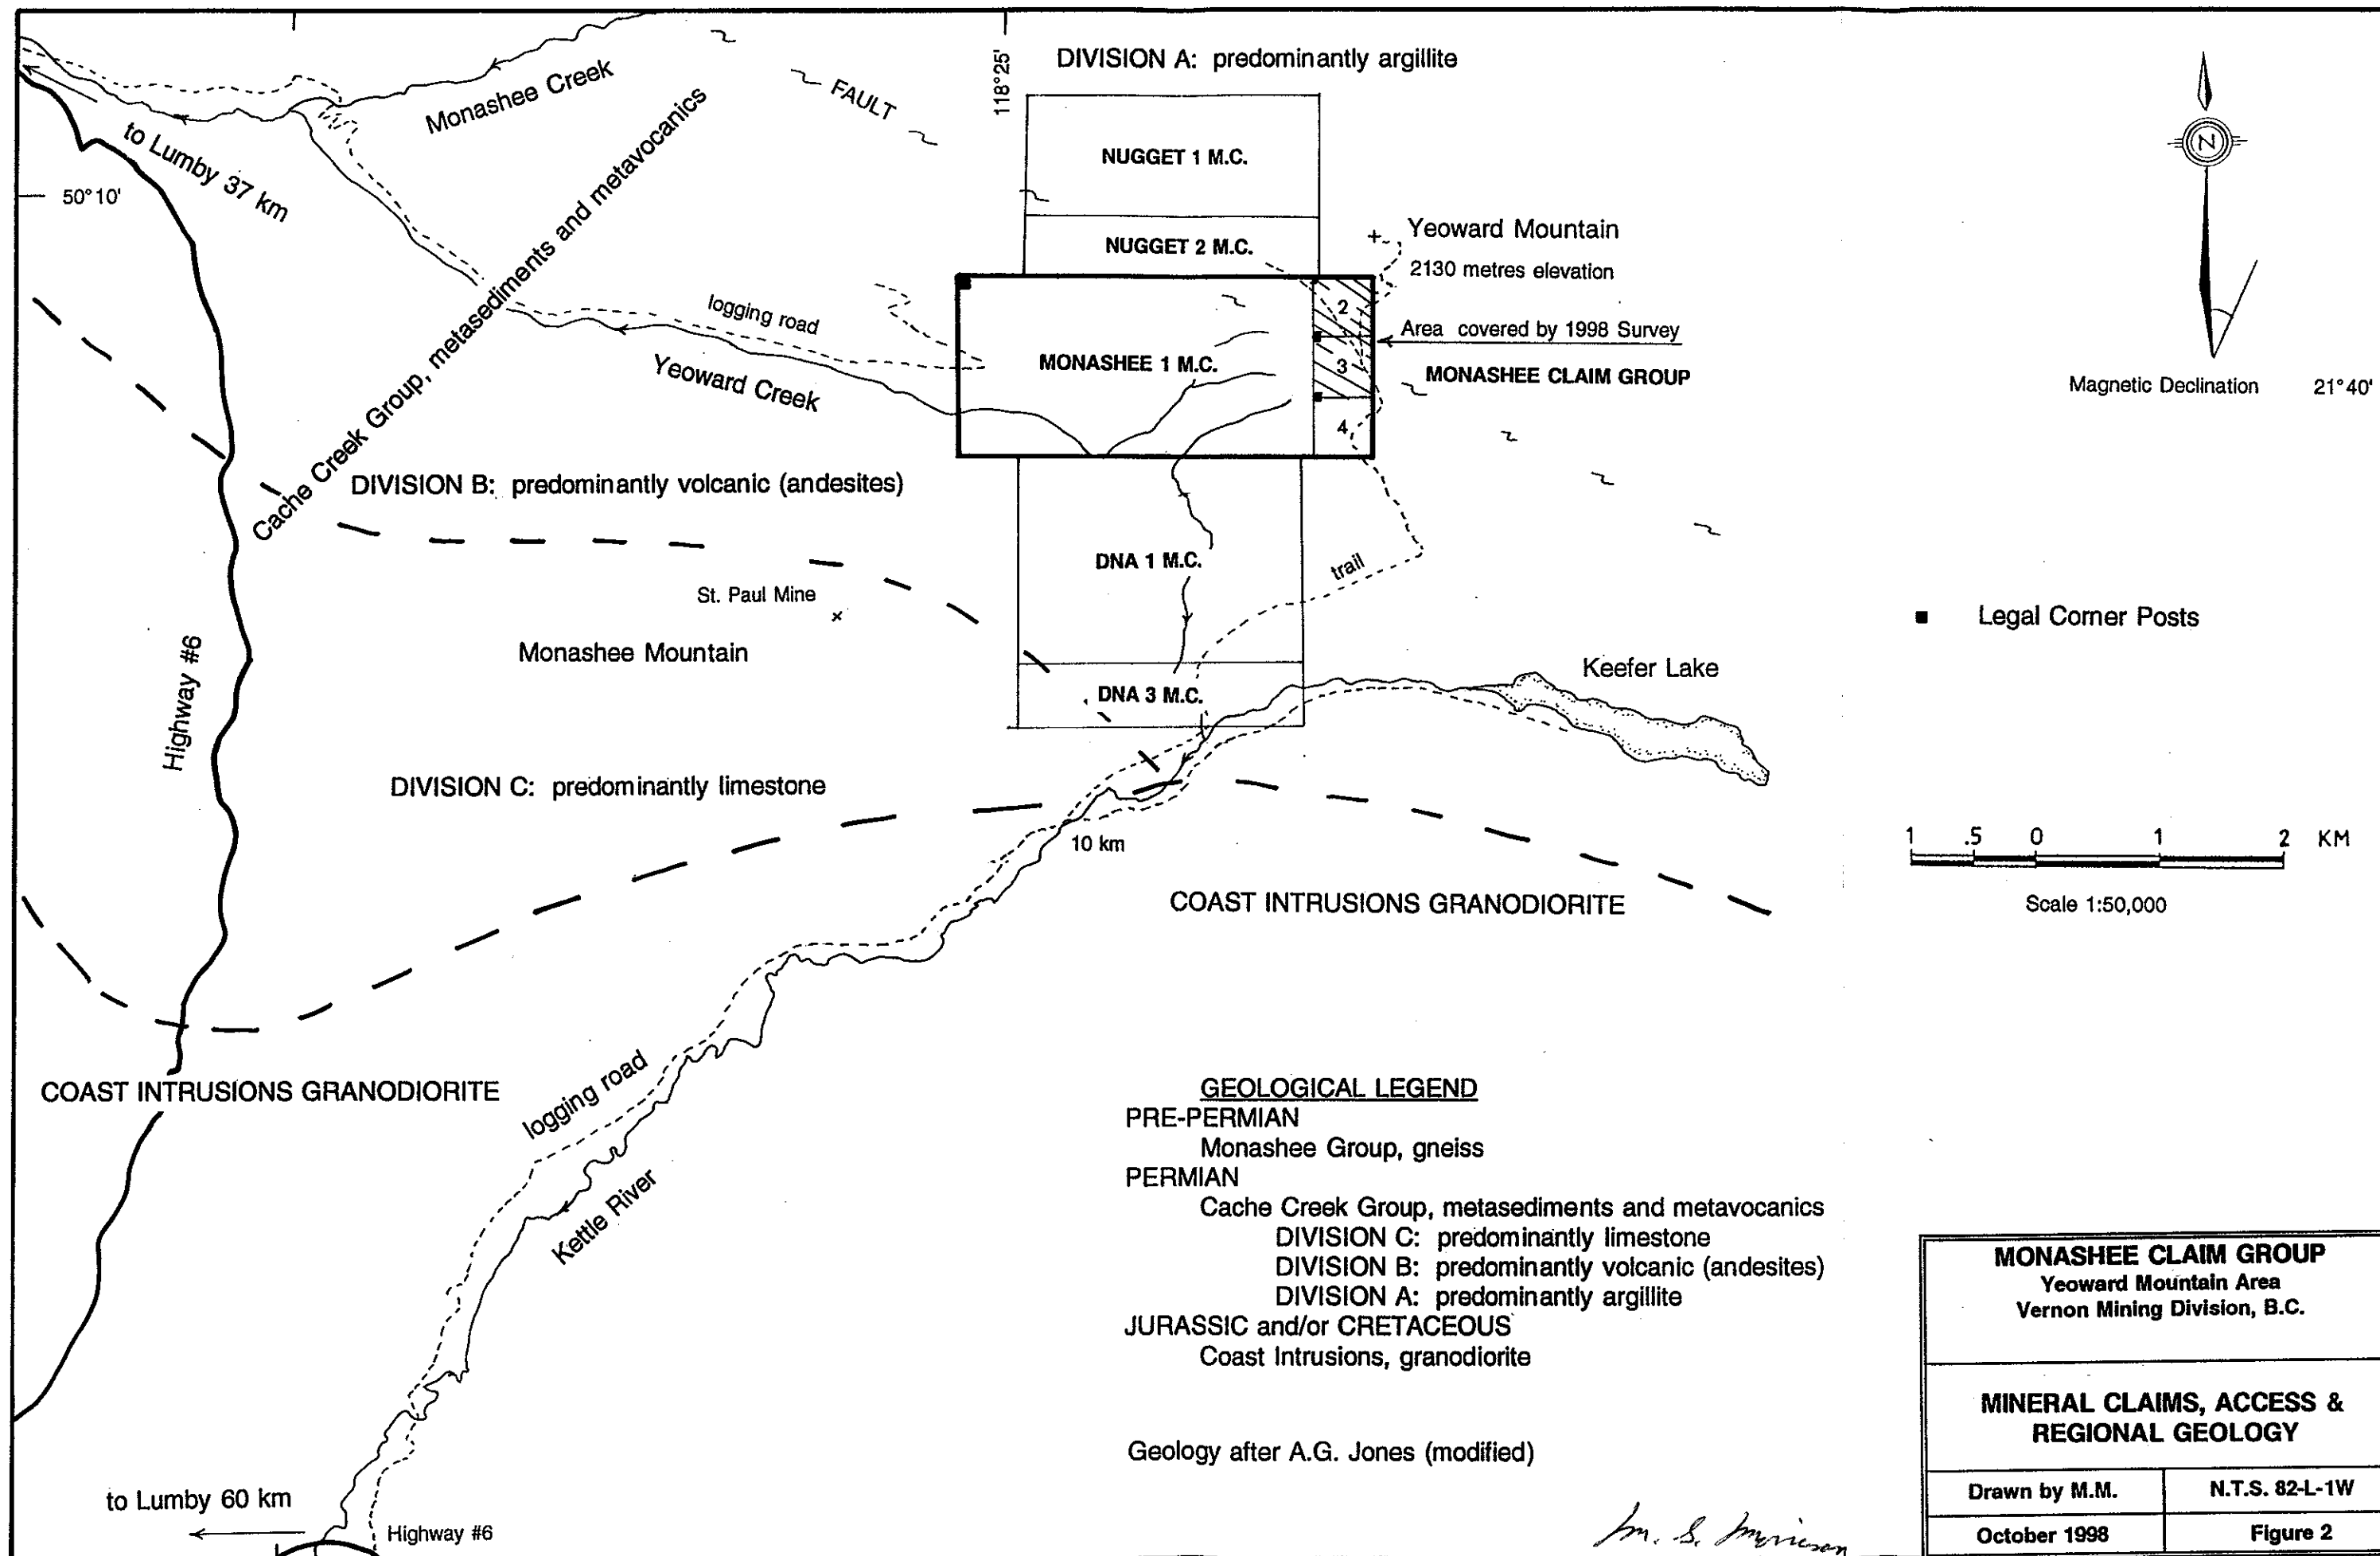 DIVISION A: predominantly argillite
118°25'
Monashee Creek
FAULT
to Lumby 37 km
50°10'
Cache Creek Group, metasediments and metavocanics
NUGGET 1 M.C.
NUGGET 2 M.C.
Yeoward Mountain
2130 metres elevation
logging road
Yeoward Creek
MONASHEE 1 M.C.
2
3
4
Area covered by 1998 Survey
MONASHEE CLAIM GROUP
N
Magnetic Declination 21°40'
DIVISION B: predominantly volcanic (andesites)
DNA 1 M.C.
trail
St. Paul Mine
Monashee Mountain
Highway #6
DNA 3 M.C.
Keefer Lake
Legal Corner Posts
DIVISION C: predominantly limestone
10 km
1 .5 0 1 2 KM
Scale 1:50,000
COAST INTRUSIONS GRANODIORITE
COAST INTRUSIONS GRANODIORITE
logging road
Kettle River
GEOLOGICAL LEGEND
PRE-PERMIAN
Monashee Group, gneiss
PERMIAN
Cache Creek Group, metasediments and metavocanics
DIVISION C: predominantly limestone
DIVISION B: predominantly volcanic (andesites)
DIVISION A: predominantly argillite
JURASSIC and/or CRETACEOUS
Coast Intrusions, granodiorite
Geology after A.G. Jones (modified)
to Lumby 60 km
Highway #6
MONASHEE CLAIM GROUP
Yeoward Mountain Area
Vernon Mining Division, B.C.
MINERAL CLAIMS, ACCESS &
REGIONAL GEOLOGY
Drawn by M.M.
N.T.S. 82-L-1W
October 1998
Figure 2